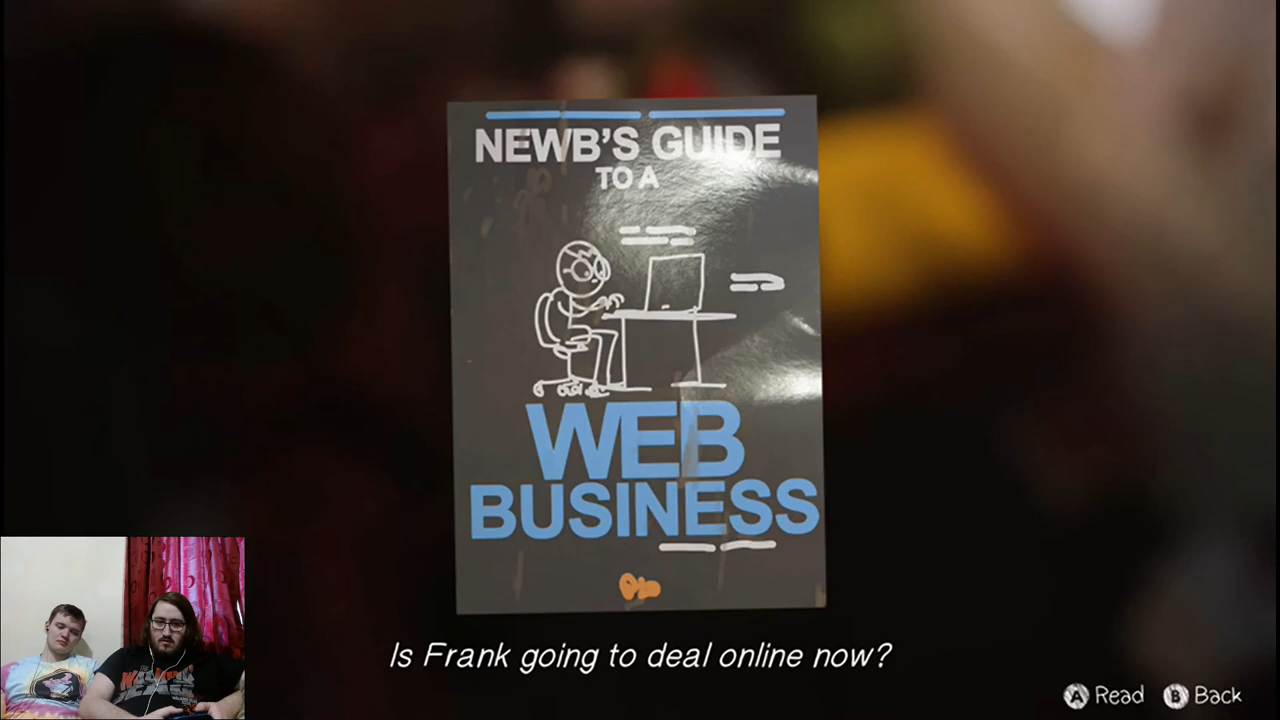 NEWB'S GUIDE
TO A
WEB
BUSINESS
Is Frank going to deal online now?
A Read B Back